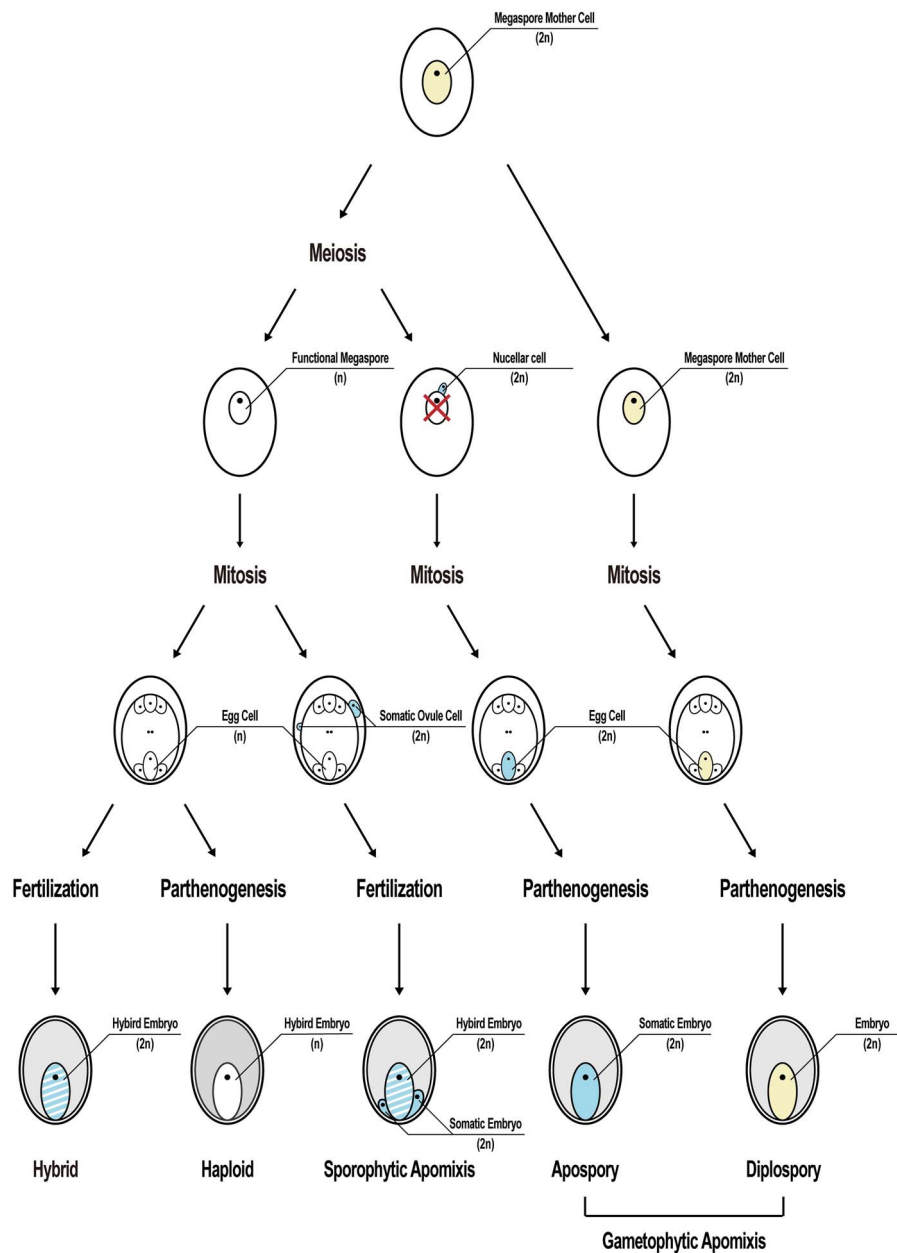 Megaspore Mother Cell
(2n)
Meiosis
Functional Megaspore
(n)
Nucellar cell
(2n)
Megaspore Mother Cell
(2n)
Mitosis
Mitosis
Mitosis
Egg Cell
(n)
Somatic Ovule Cell
(2n)
Egg Cell
(2n)
Fertilization
Parthenogenesis
Fertilization
Parthenogenesis
Parthenogenesis
Hybird Embryo
(2n)
Hybird Embryo
(n)
Hybird Embryo
(2n)
Somatic Embryo
(2n)
Somatic Embryo
(2n)
Embryo
(2n)
Hybrid
Haploid
Sporophytic Apomixis
Apospory
Diplospory
Gametophytic Apomixis